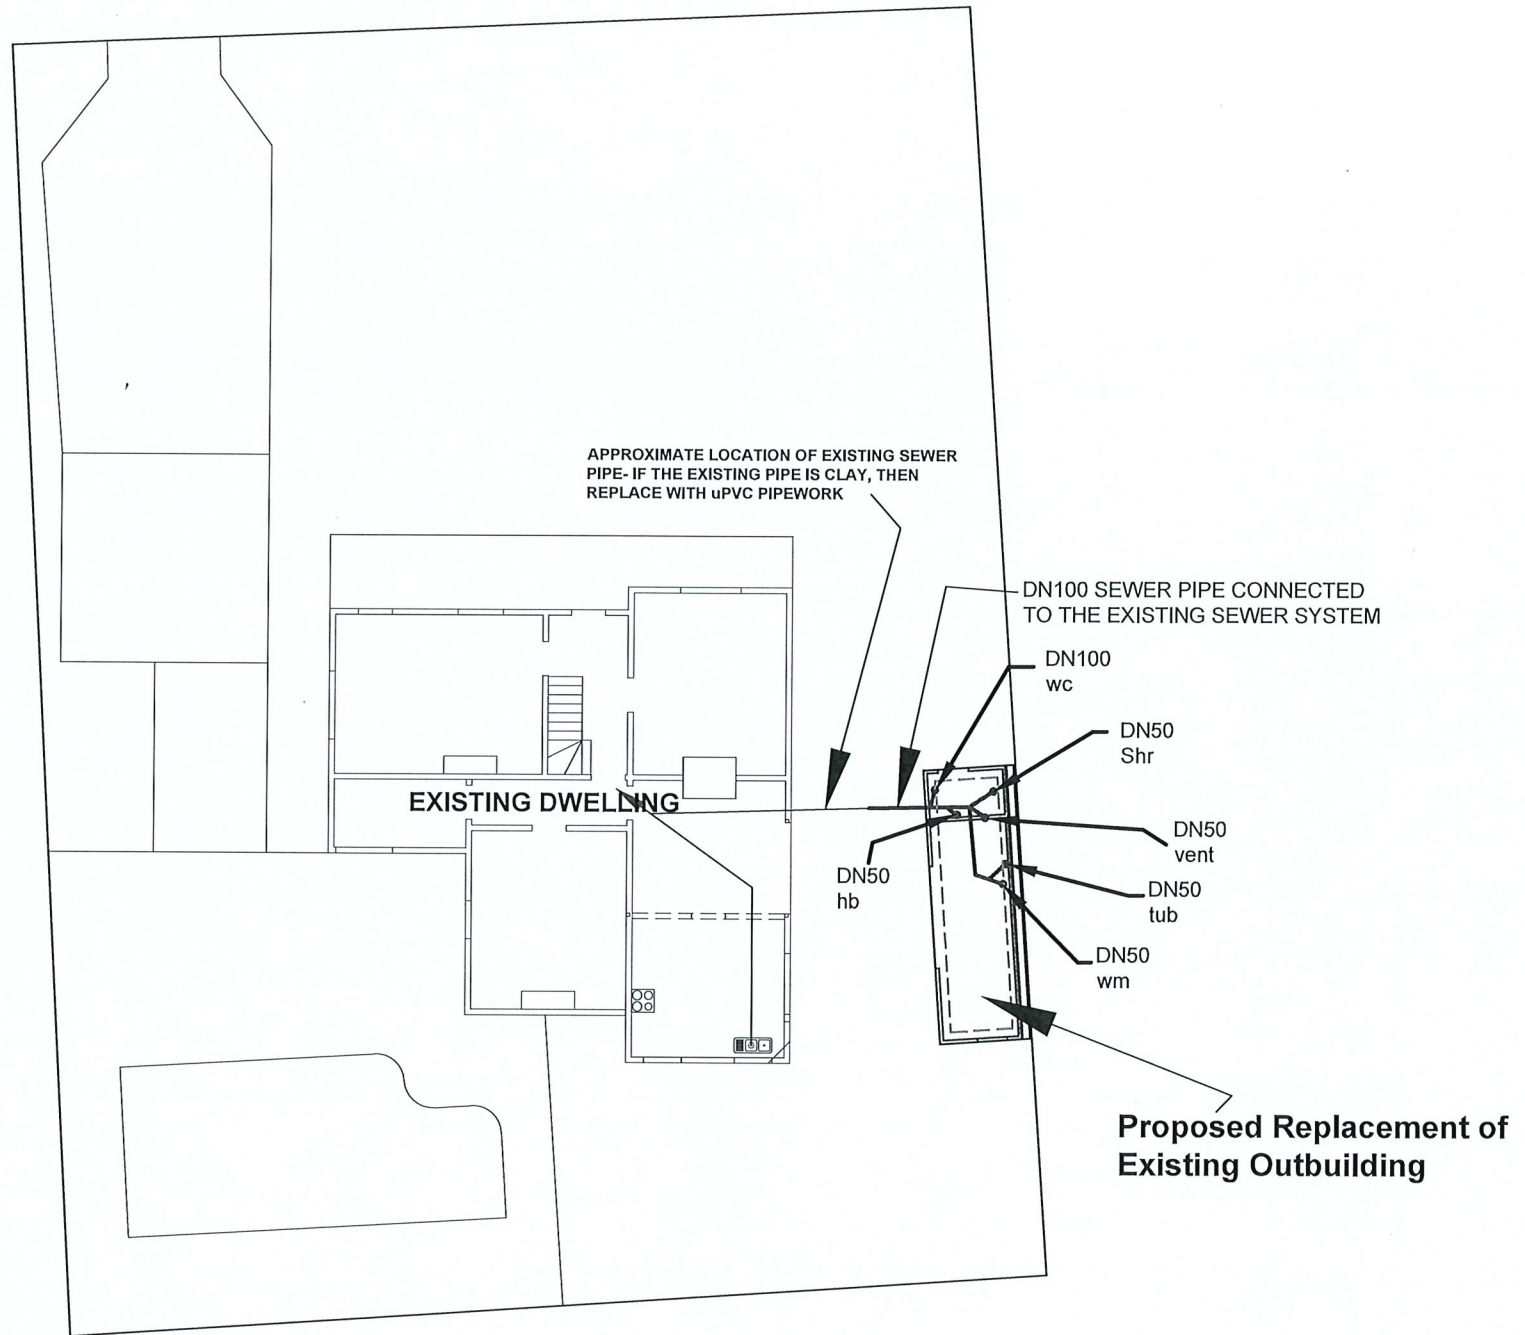 APPROXIMATE LOCATION OF EXISTING SEWER
PIPE- IF THE EXISTING PIPE IS CLAY, THEN
REPLACE WITH uPVC PIPEWORK
DN100 SEWER PIPE CONNECTED
TO THE EXISTING SEWER SYSTEM
DN100
wc
DN50
Shr
EXISTING DWELLING
DN50
vent
DN50
hb
DN50
tub
DN50
wm
Proposed Replacement of
Existing Outbuilding